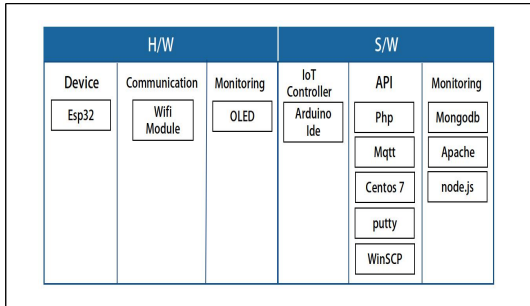 H/W
S/W
Device
Esp32
Communication
Wifi
Module
Monitoring
OLED
IoT
Controller
Arduino
Ide
API
Php
Mqtt
Centos 7
putty
WinSCP
Monitoring
Mongodb
Apache
node.js